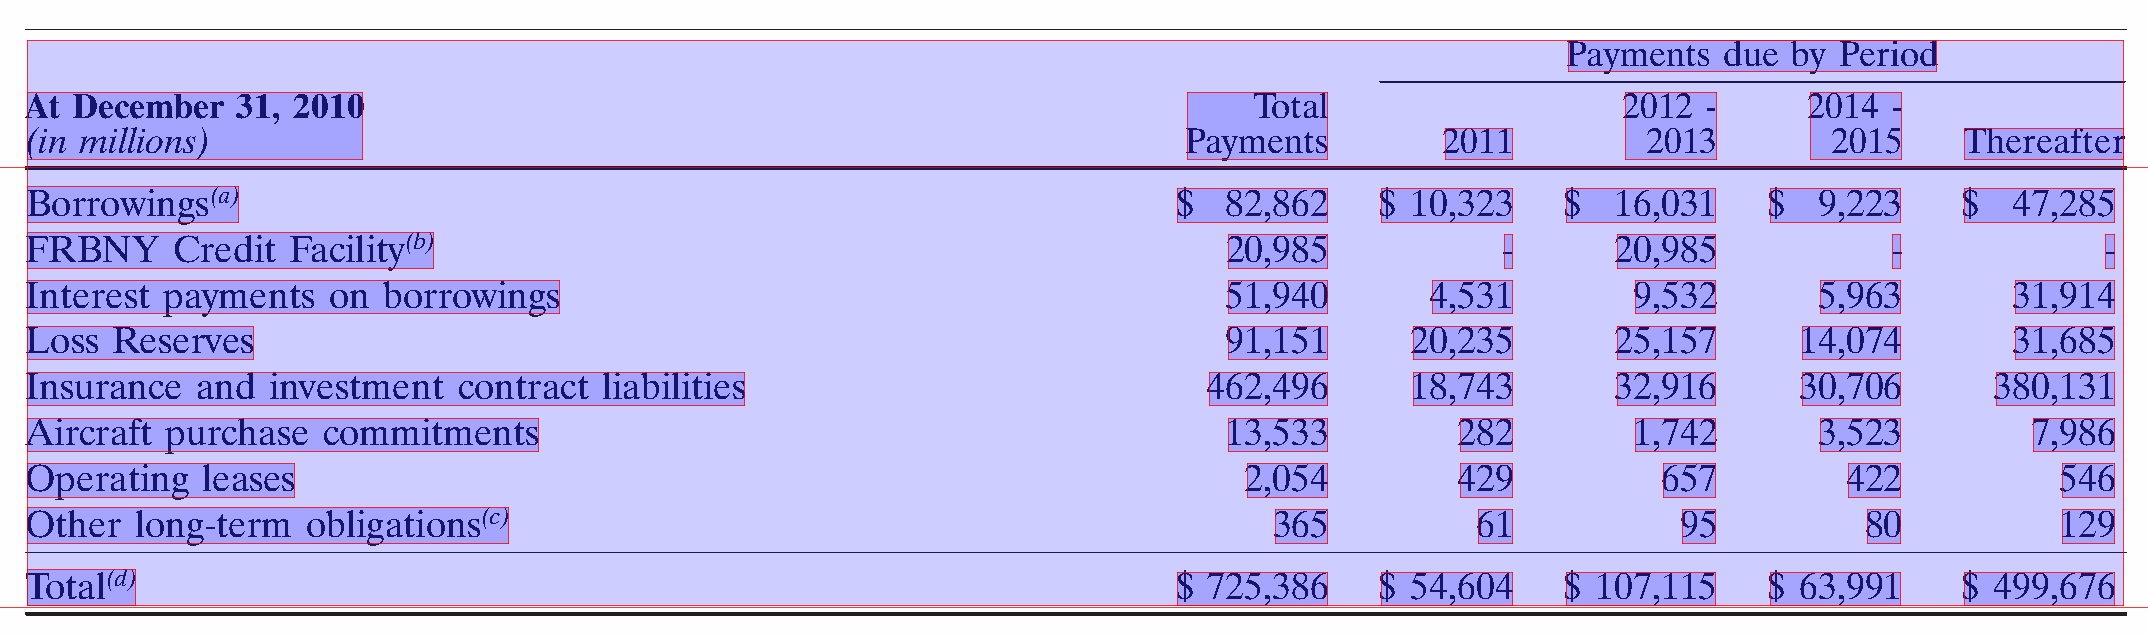 Payments due by Period
At December 31, 2010 Total 2012 - 2014 -
(in millions) Payments 2011 2013 2015 Thereafter
Borrowings(a) $ 82,862 $ 10,323 $ 16,031 $ 9,223 $ 47,285
FRBNY Credit Facility(b) 20,985 - 20,985 - -
Interest payments on borrowings 51,940 4,531 9,532 5,963 31,914
Loss Reserves 91,151 20,235 25,157 14,074 31,685
Insurance and investment contract liabilities 462,496 18,743 32,916 30,706 380,131
Aircraft purchase commitments 13,533 282 1,742 3,523 7,986
Operating leases 2,054 429 657 422 546
Other long-term obligations(c) 365 61 95 80 129
Total(d) $ 725,386 $ 54,604 $ 107,115 $ 63,991 $ 499,676